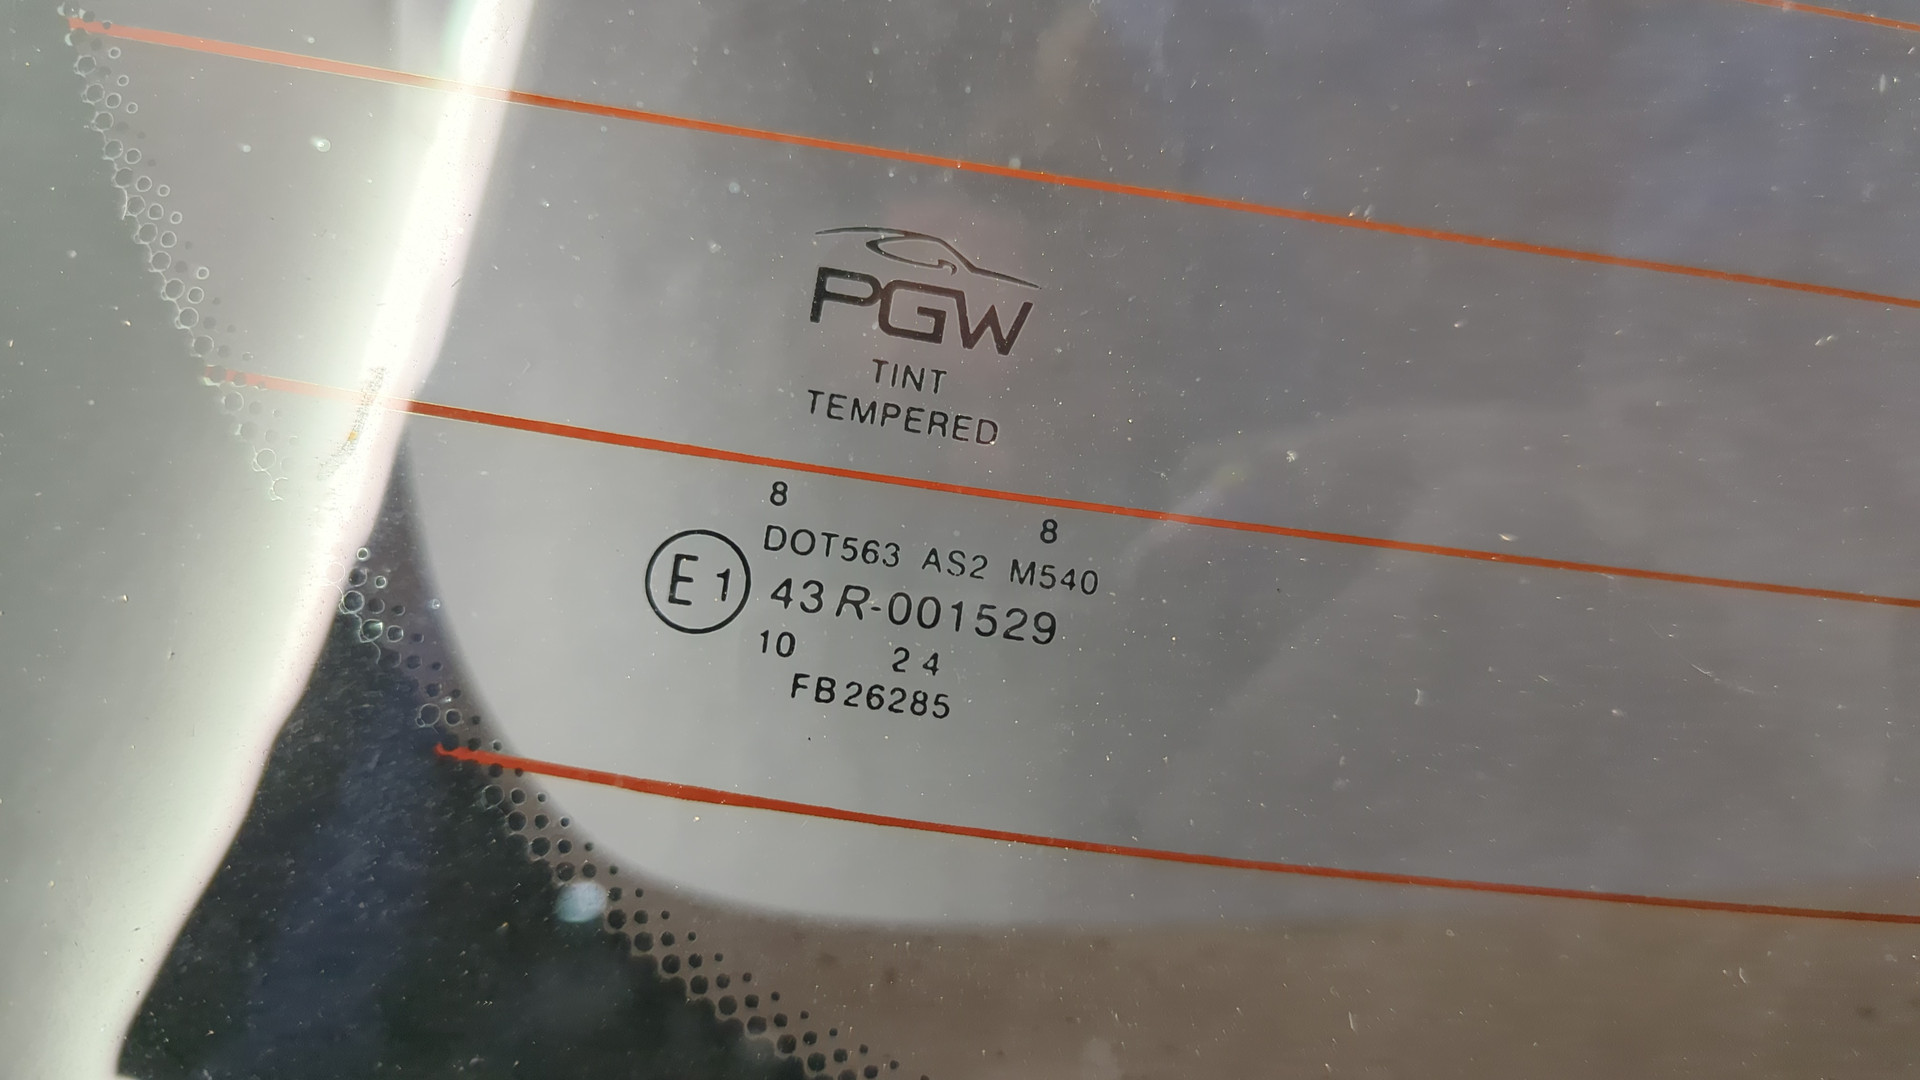 PGW
TINT
TEMPERED
8 8
DOT563 AS2 M540
E1 43R-001529
10 24
FB26285